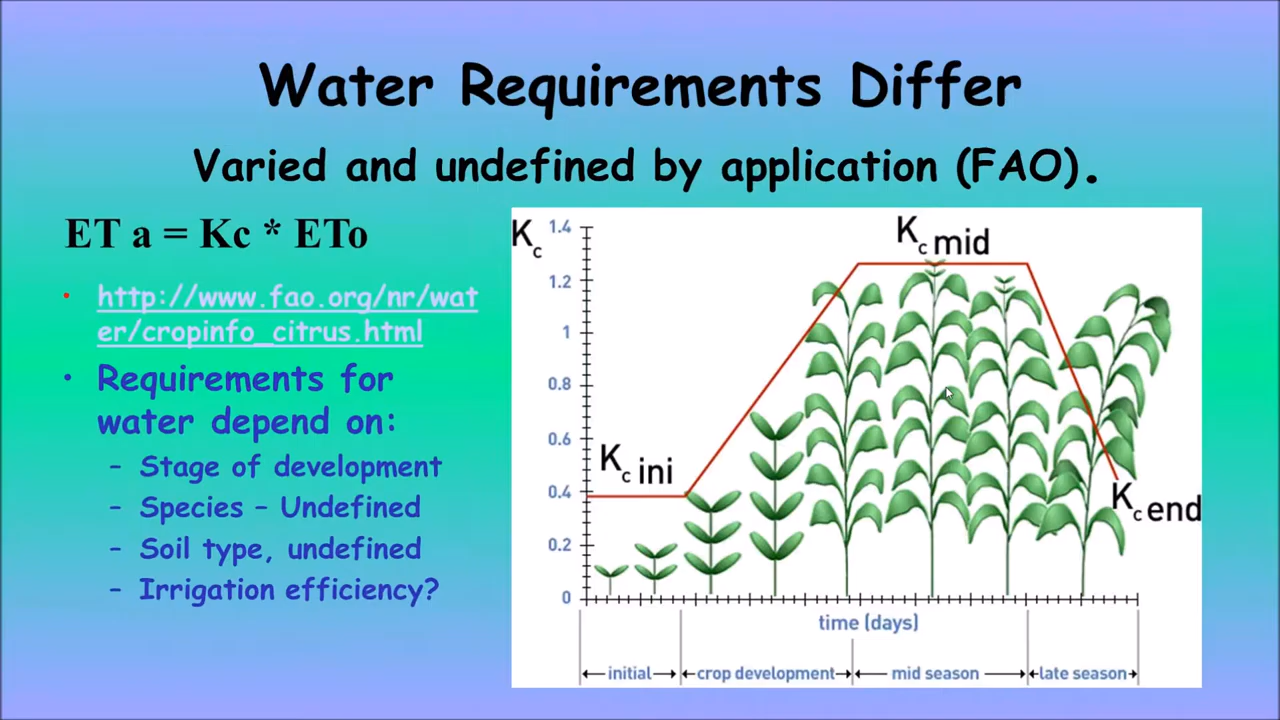 Water Requirements Differ
Varied and undefined by application (FAO).
ET a = Kc * ETo
• http://www.fao.org/nr/wat
er/cropinfo_citrus.html
• Requirements for
water depend on:
– Stage of development
– Species – Undefined
– Soil type, undefined
– Irrigation efficiency?
Kc
1.4
1.2
1
0.8
0.6
0.4
0.2
0
Kc mid
Kc ini
Kc end
time (days)
initial
crop development
mid season
late season